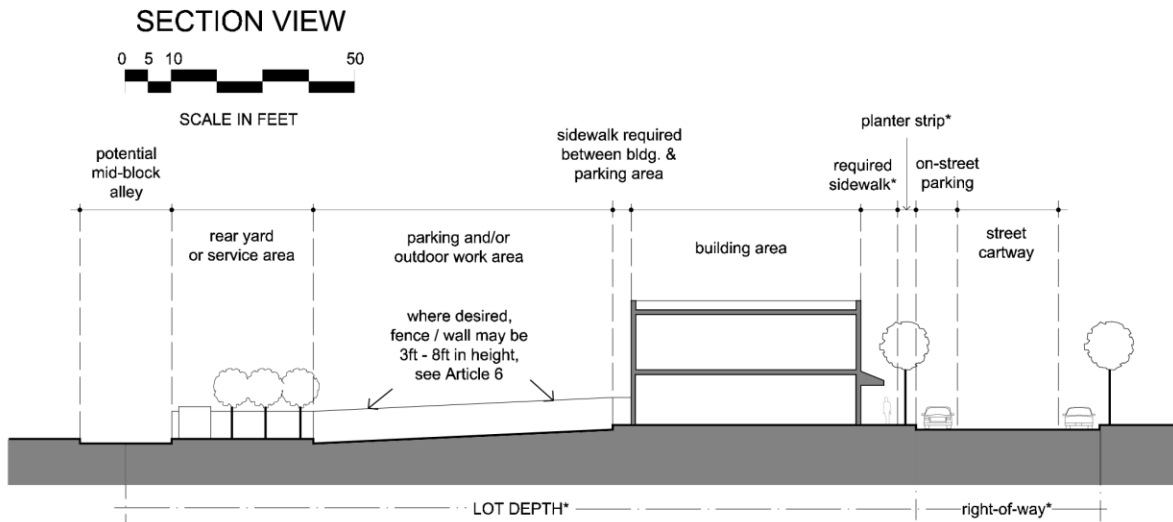 SECTION VIEW
0 5 10 50
SCALE IN FEET
potential
mid-block
alley
sidewalk required
between bldg. &
parking area
planter strip*
required
sidewalk*
on-street
parking
rear yard
or service area
parking and/or
outdoor work area
building area
street
cartway
where desired,
fence / wall may be
3ft - 8ft in height,
see Article 6
LOT DEPTH*
right-of-way*